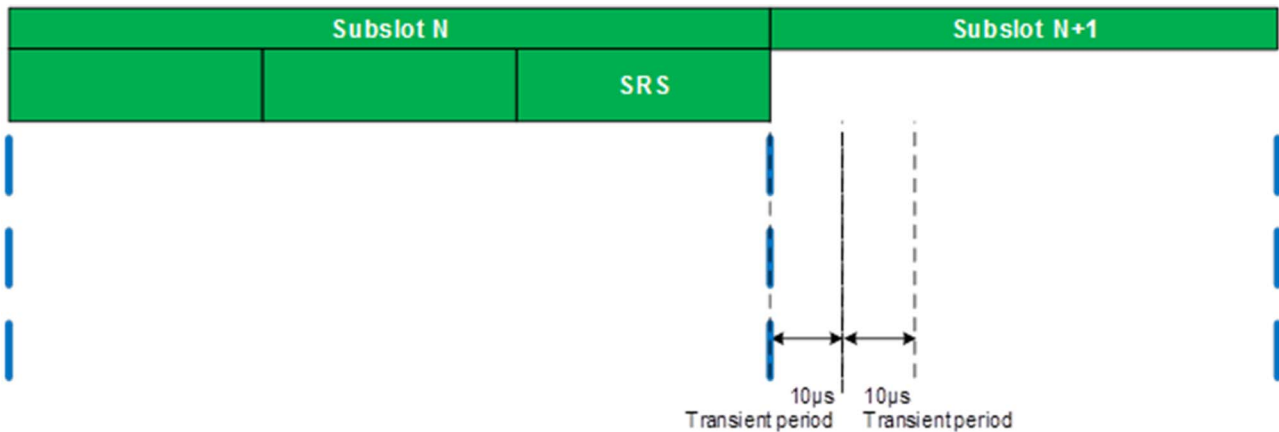 Subslot N
Subslot N+1
SRS
10µs
Transient period
10µs
Transient period